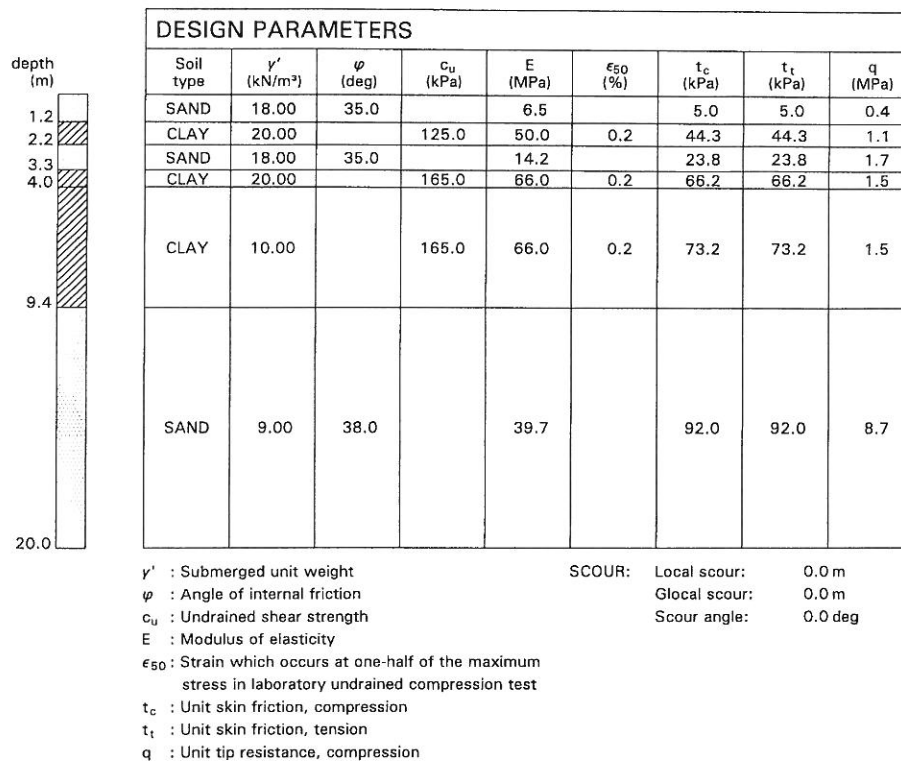 DESIGN PARAMETERS
depth (m)
Soil type γ' (kN/m³) φ (deg) cu (kPa) E (MPa) ϵ50 (%) tc (kPa) tt (kPa) q (MPa)
SAND 18.00 35.0 6.5 5.0 5.0 0.4
1.2
CLAY 20.00 125.0 50.0 0.2 44.3 44.3 1.1
2.2
SAND 18.00 35.0 14.2 23.8 23.8 1.7
3.3
CLAY 20.00 165.0 66.0 0.2 66.2 66.2 1.5
4.0
CLAY 10.00 165.0 66.0 0.2 73.2 73.2 1.5
9.4
SAND 9.00 38.0 39.7 92.0 92.0 8.7
20.0
γ' : Submerged unit weight
φ : Angle of internal friction
cu : Undrained shear strength
E : Modulus of elasticity
ϵ50 : Strain which occurs at one-half of the maximum
stress in laboratory undrained compression test
tc : Unit skin friction, compression
tt : Unit skin friction, tension
q : Unit tip resistance, compression
SCOUR: Local scour: 0.0 m
Glocal scour: 0.0 m
Scour angle: 0.0 deg